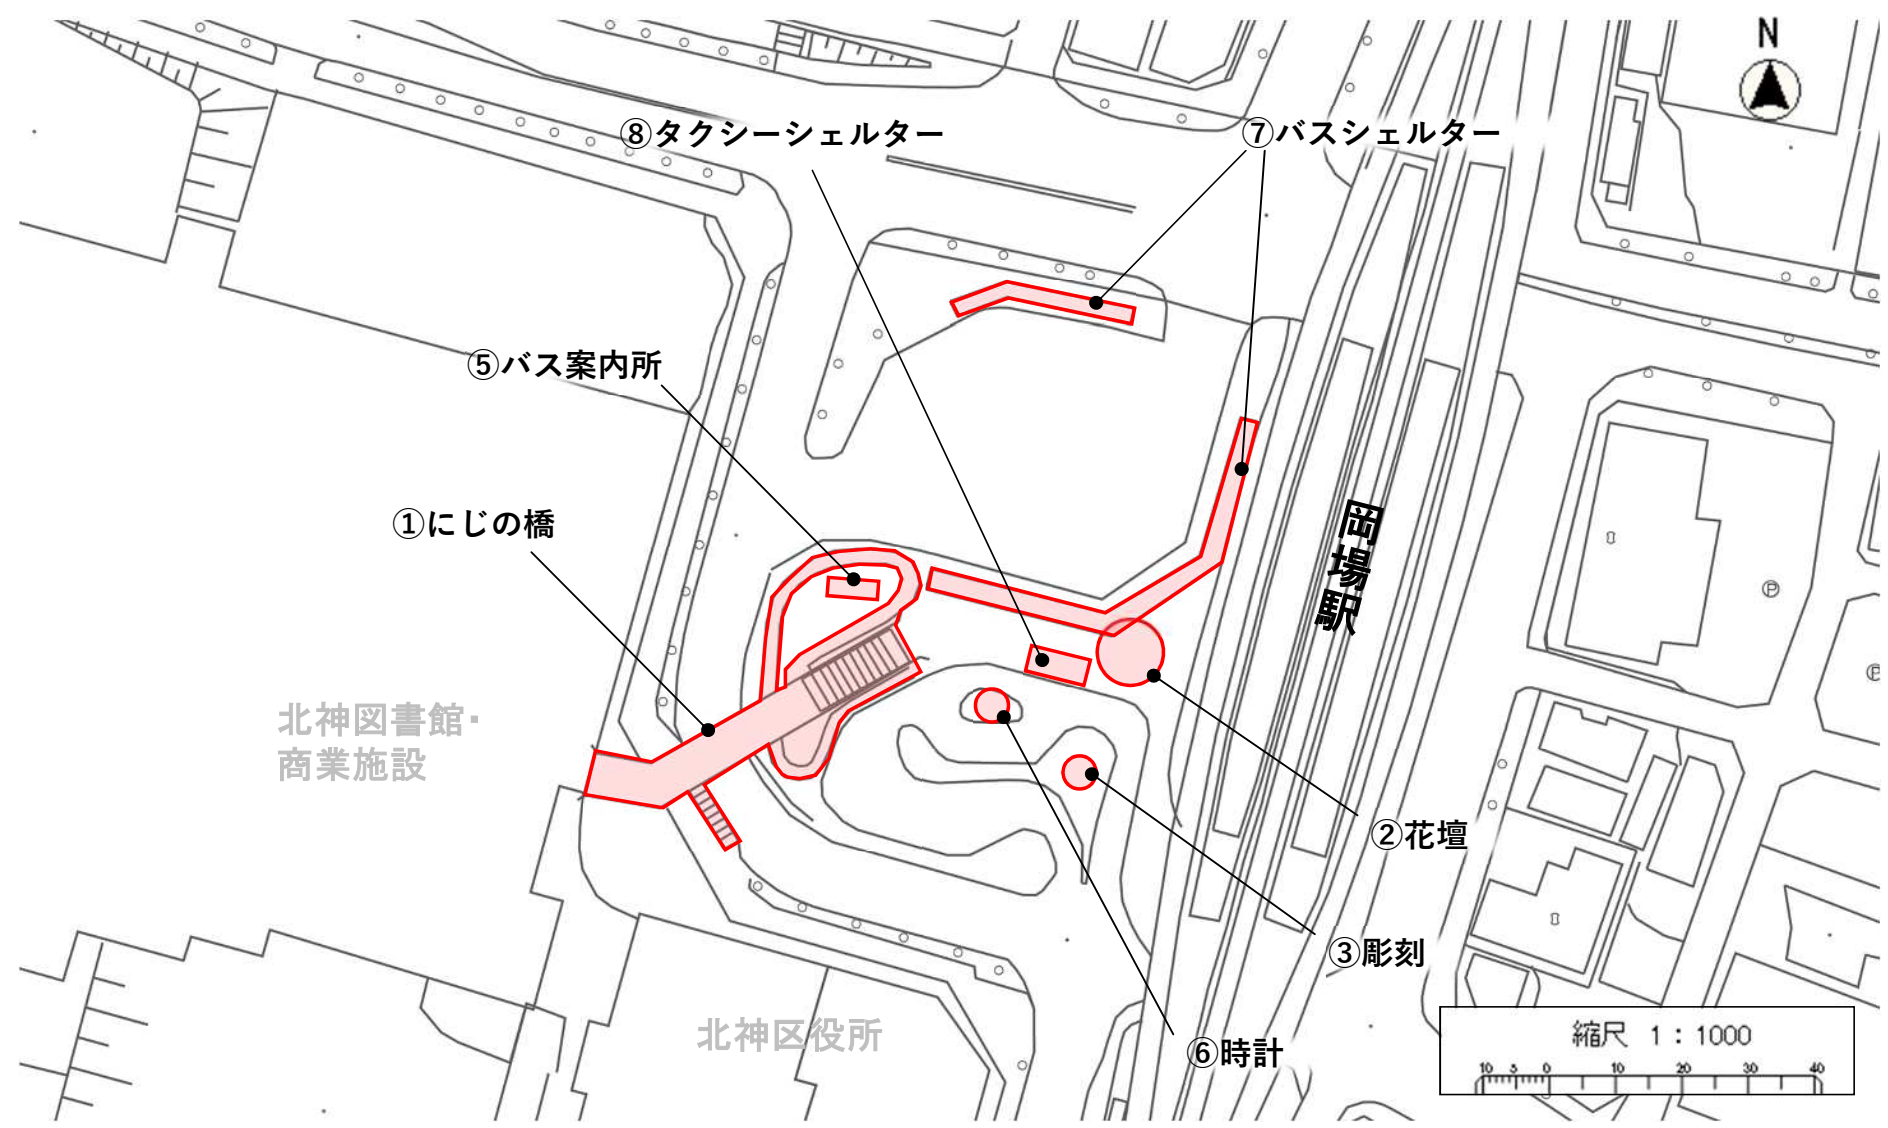 N
⑧タクシーシェルター
⑦バスシェルター
⑤バス案内所
①にじの橋
岡場駅
Ⓟ
Ⓟ
北神図書館・
商業施設
②花壇
③彫刻
北神区役所
⑥時計
縮尺 1：1000
10 5 0 10 20 30 40